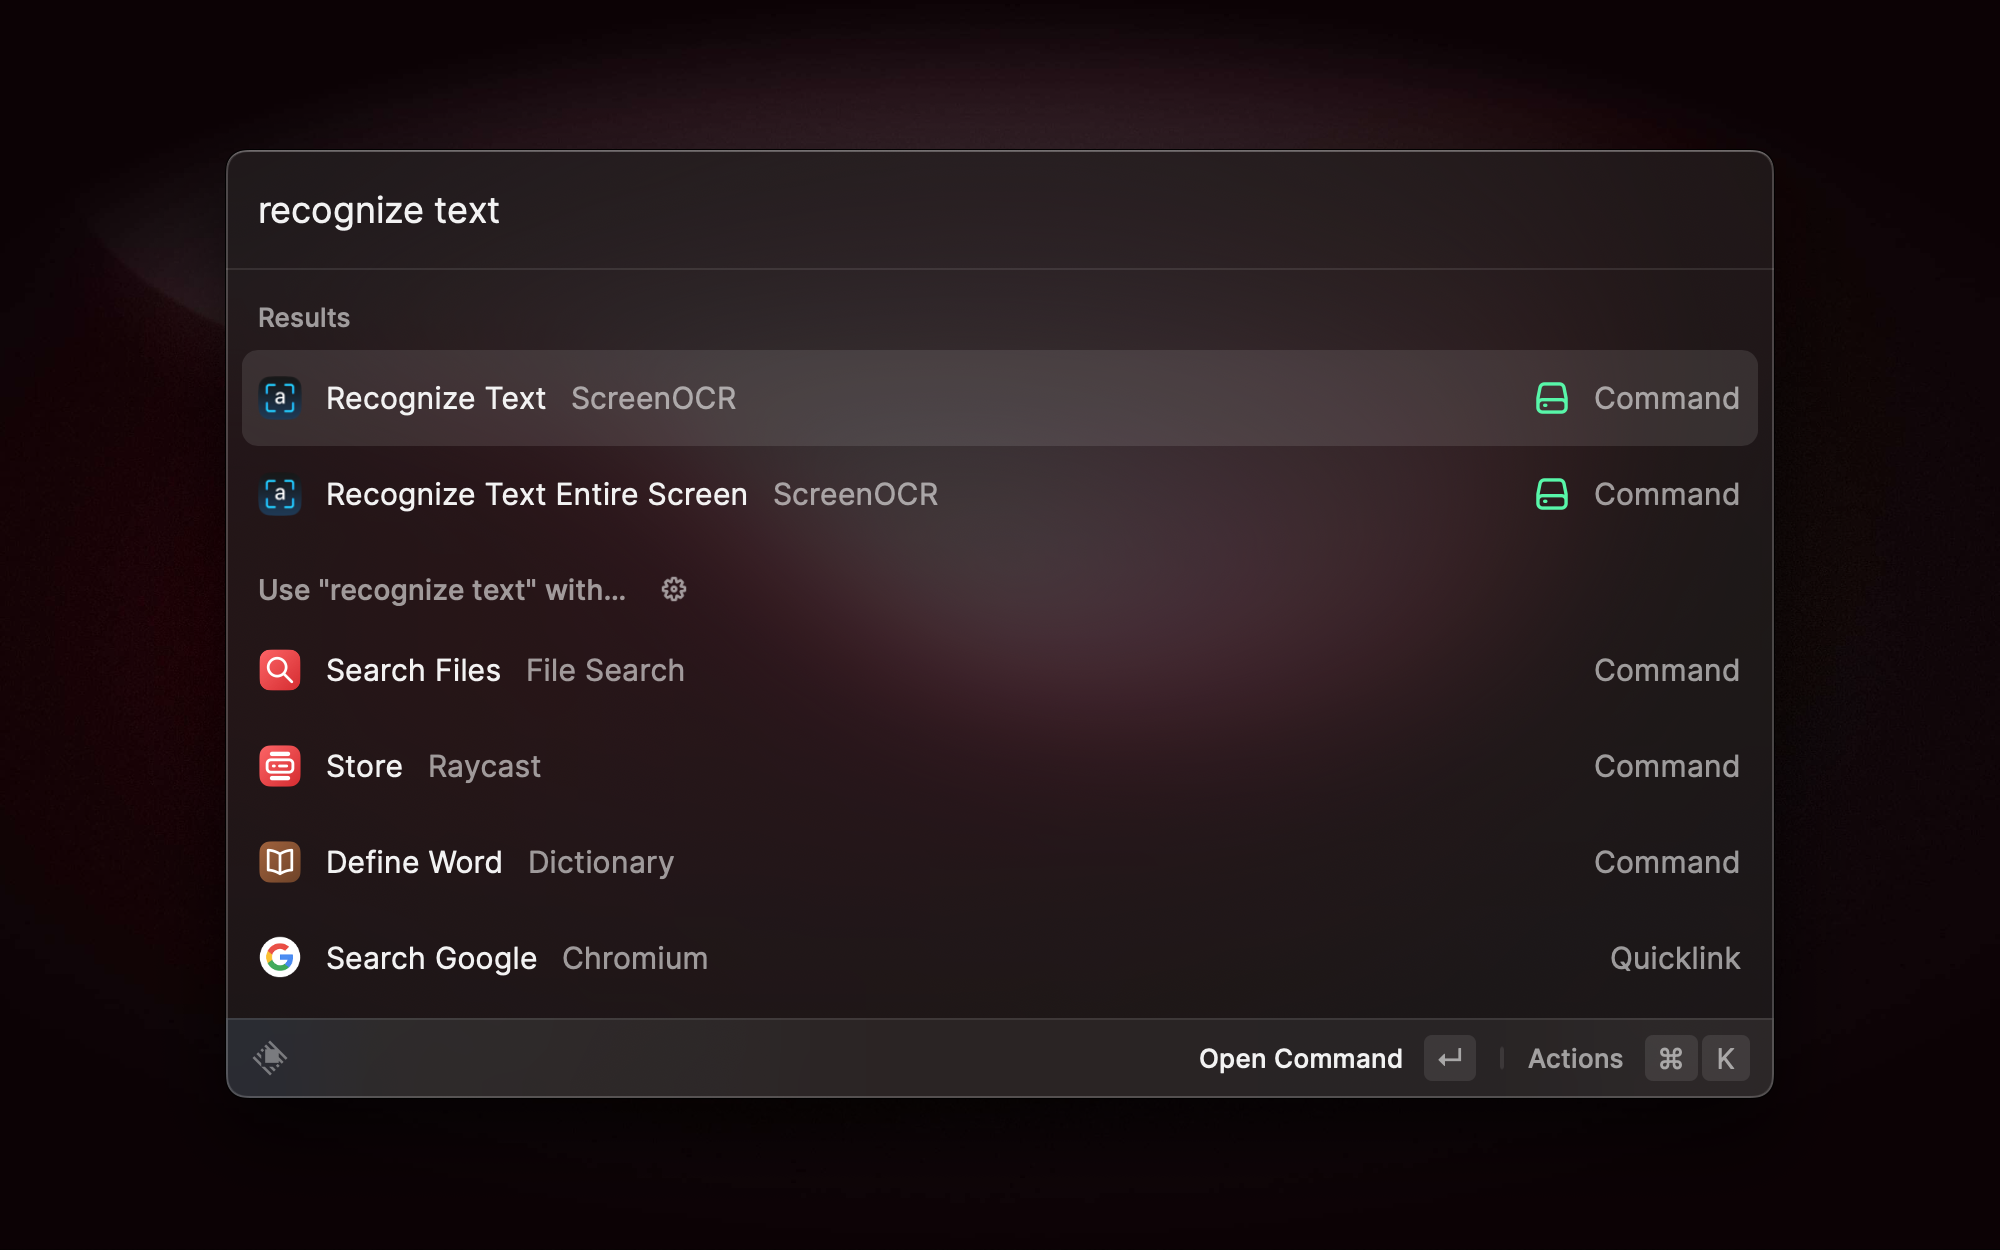 recognize text
Results
Recognize Text ScreenOCR Command
Recognize Text Entire Screen ScreenOCR Command
Use "recognize text" with...
Search Files File Search Command
Store Raycast Command
Define Word Dictionary Command
Search Google Chromium Quicklink
Open Command ↵ Actions ⌘ K